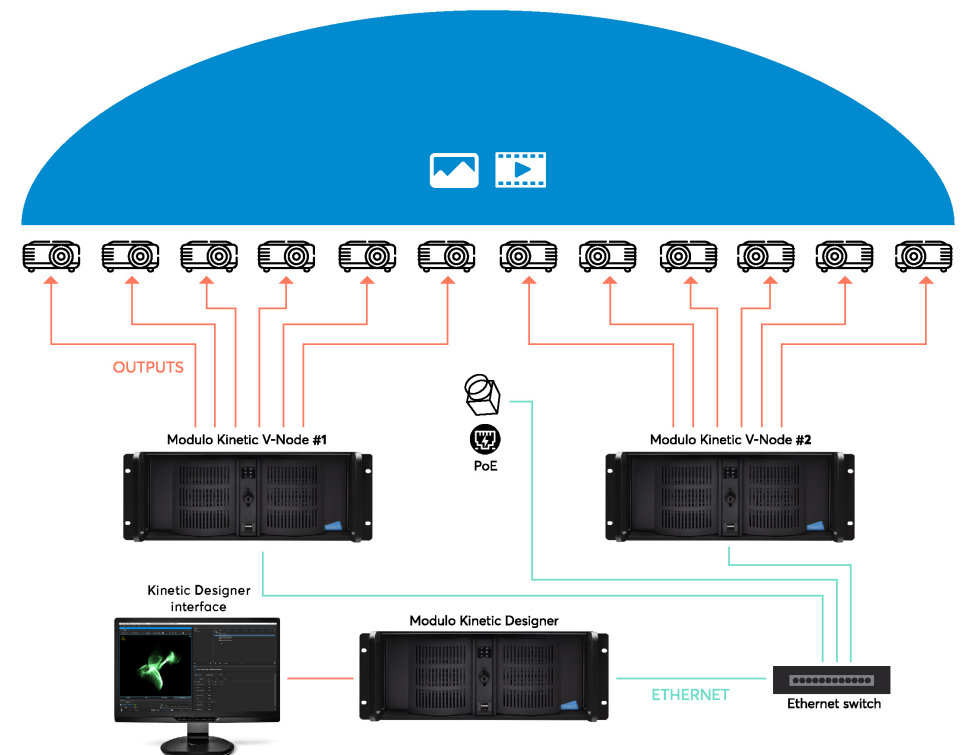 OUTPUTS
Modulo Kinetic V-Node #1
PoE
Modulo Kinetic V-Node #2
Kinetic Designer
interface
Modulo Kinetic Designer
ETHERNET
Ethernet switch